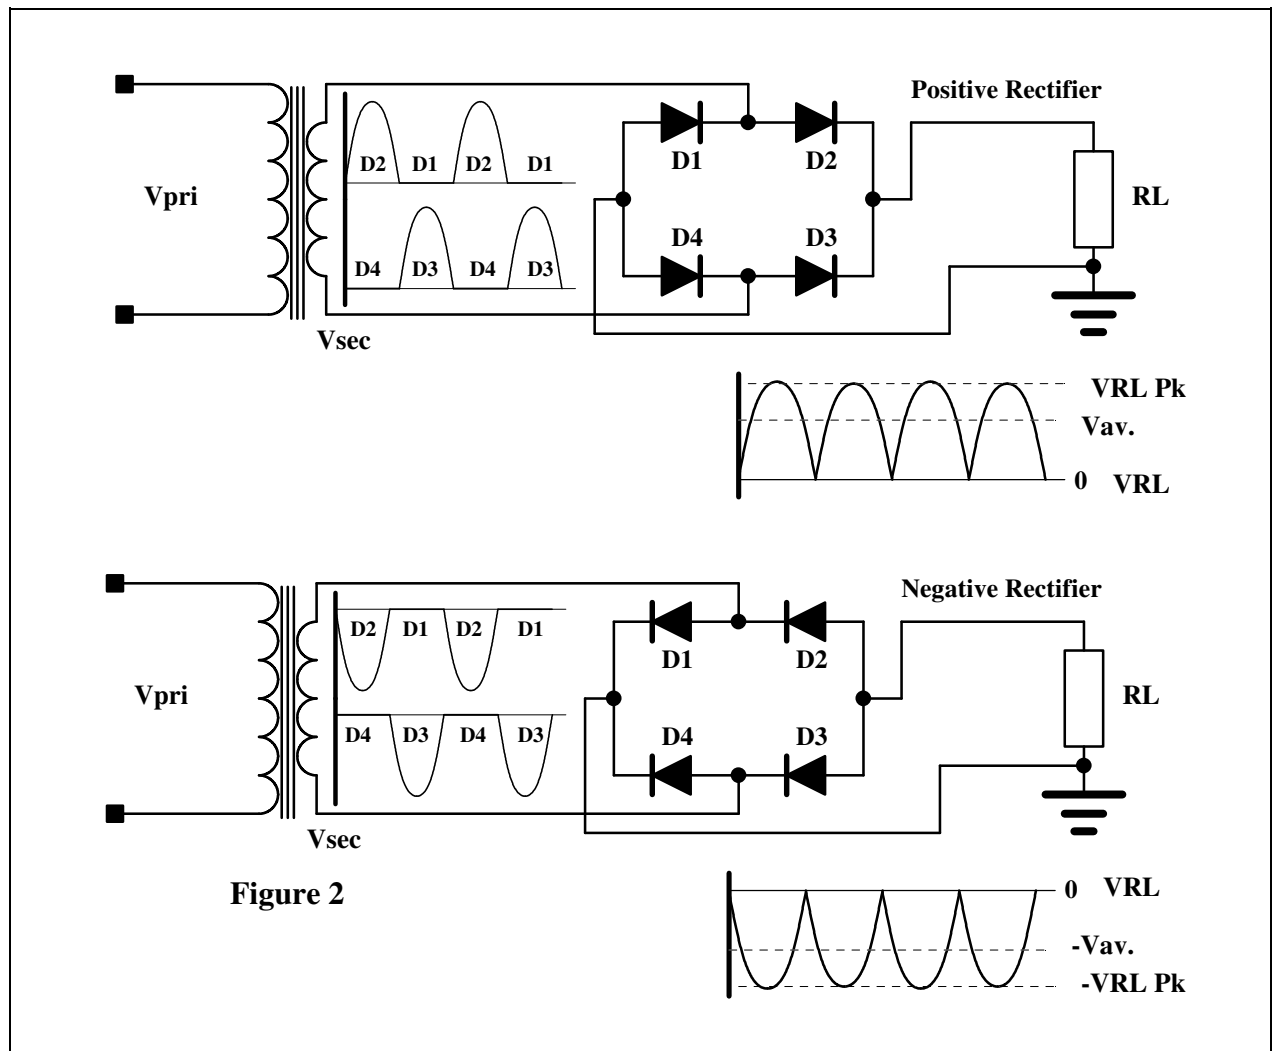 Positive Rectifier
D2 D1 D2 D1
D1 D2
Vpri
RL
D4 D3
D4 D3 D4 D3
Vsec
VRL Pk
Vav.
0 VRL
Negative Rectifier
D2 D1 D2 D1
D1 D2
Vpri
RL
D4 D3 D4 D3
D4 D3
Vsec
Figure 2
0 VRL
-Vav.
-VRL Pk